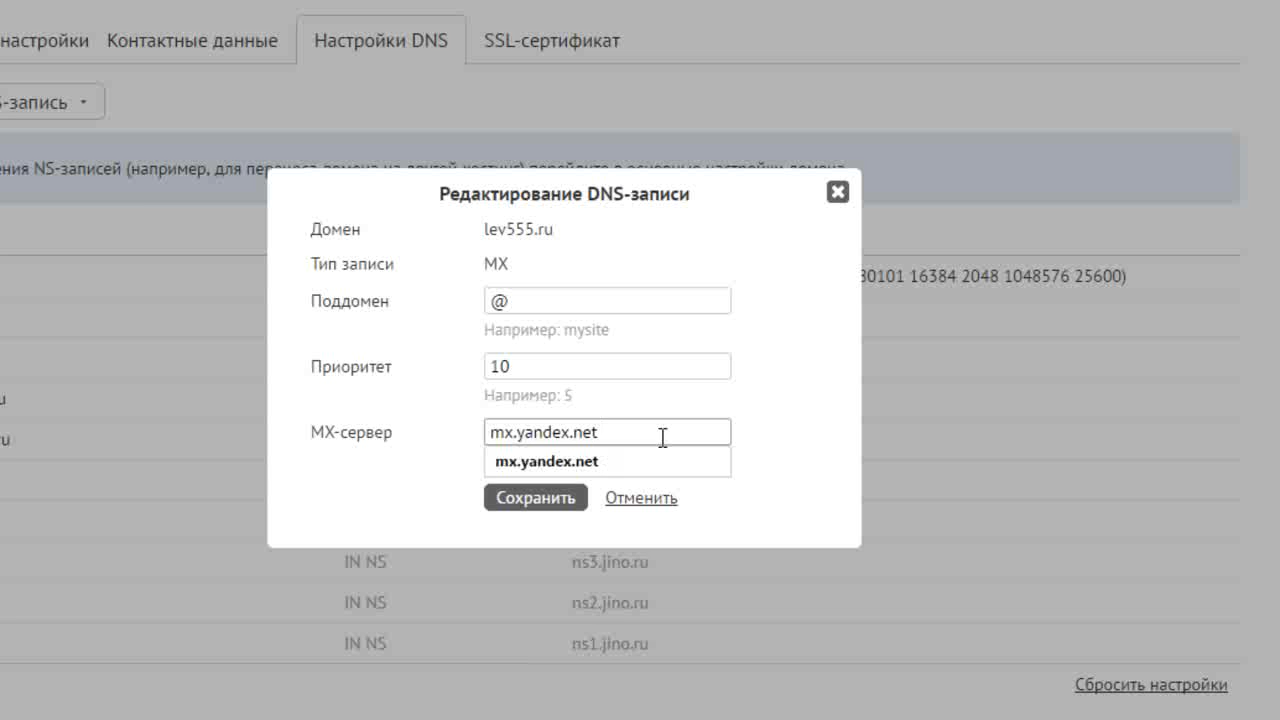 настройки Контактные данные Настройки DNS SSL-сертификат
S-запись
ения NS-записей (например, для переноса домена на другой хостинг) перейдите в основные настройки домена
Редактирование DNS-записи
Домен lev555.ru
Тип записи MX
30101 16384 2048 1048576 25600)
Поддомен @
Например: mysite
Приоритет 10
Например: 5
u
MX-сервер mx.yandex.net
ru
mx.yandex.net
Сохранить Отменить
IN NS ns3.jino.ru
IN NS ns2.jino.ru
IN NS ns1.jino.ru
Сбросить настройки